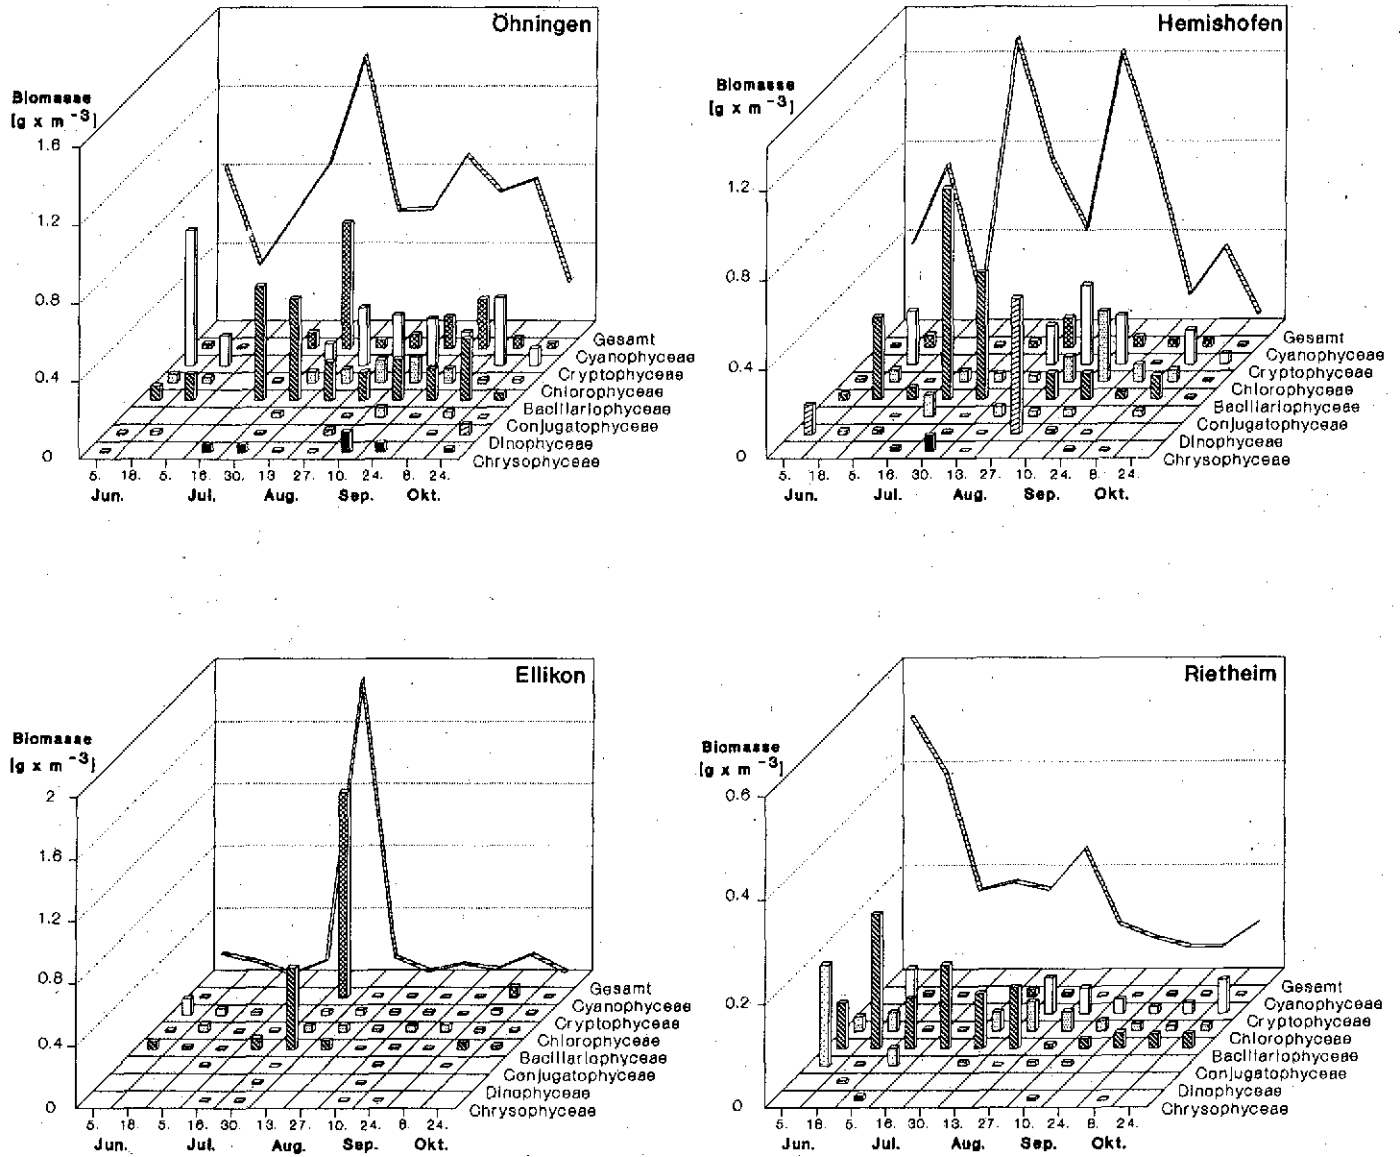 Öhningen
Biomasse
[g x m -3]
1.6
1.2
0.8
0.4
0
Gesamt
Cyanophyceae
Cryptophyceae
Chlorophyceae
Bacillariophyceae
Conjugatophyceae
Dinophyceae
Chrysophyceae
5. 18. 5. 16. 30. 13. 27. 10. 24. 8. 24.
Jun. Jul. Aug. Sep. Okt.
Hemishofen
Biomasse
[g x m -3]
1.2
0.8
0.4
0
Gesamt
Cyanophyceae
Cryptophyceae
Chlorophyceae
Bacillariophyceae
Conjugatophyceae
Dinophyceae
Chrysophyceae
5. 18. 5. 16. 30. 13. 27. 10. 24. 8. 24.
Jun. Jul. Aug. Sep. Okt.
Ellikon
Biomasse
[g x m -3]
2
1.6
1.2
0.8
0.4
0
Gesamt
Cyanophyceae
Cryptophyceae
Chlorophyceae
Bacillariophyceae
Conjugatophyceae
Dinophyceae
Chrysophyceae
5. 18. 5. 16. 30. 13. 27. 10. 24. 8. 24.
Jun. Jul. Aug. Sep. Okt.
Rietheim
Biomasse
[g x m -3]
0.6
0.4
0.2
0
Gesamt
Cyanophyceae
Cryptophyceae
Chlorophyceae
Bacillariophyceae
Conjugatophyceae
Dinophyceae
Chrysophyceae
5. 18. 5. 16. 30. 13. 27. 10. 24. 8. 24.
Jun. Jul. Aug. Sep. Okt.